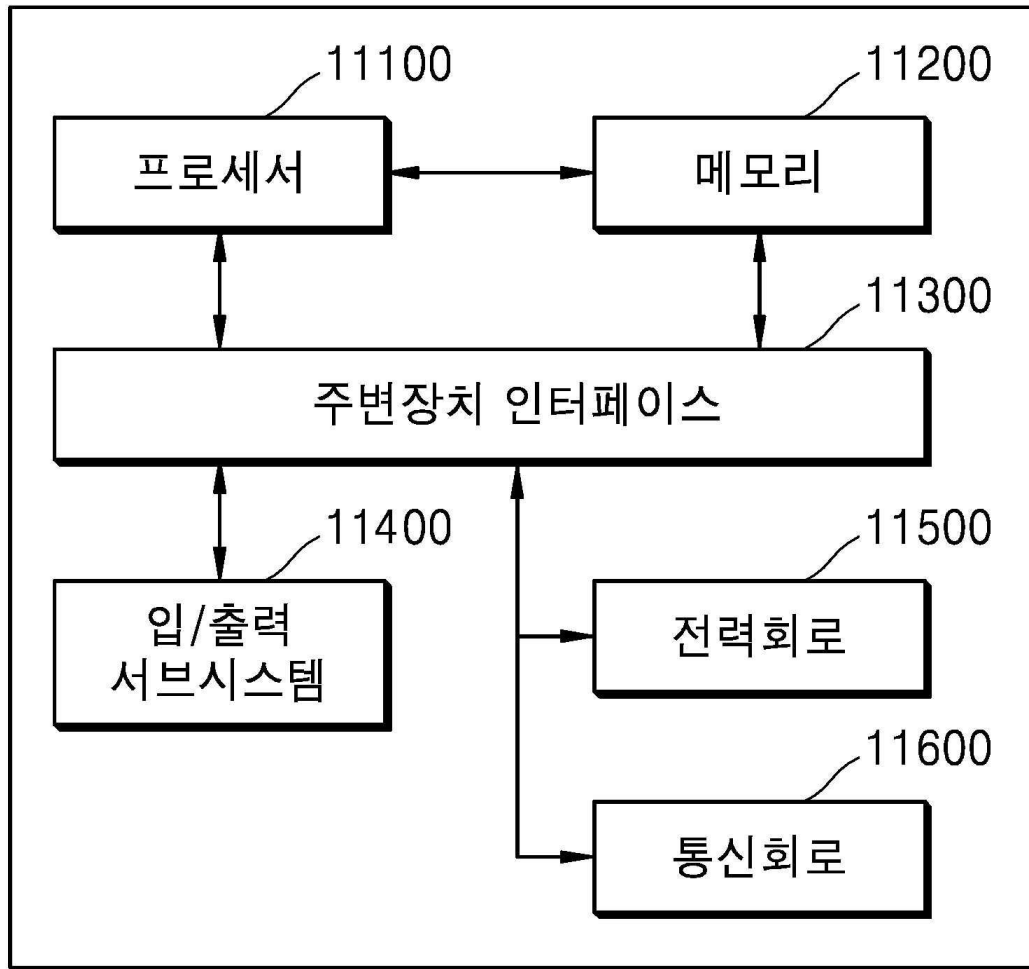 11100
11200
프로세서
메모리
11300
주변장치 인터페이스
11400
11500
입/출력
서브시스템
전력회로
11600
통신회로